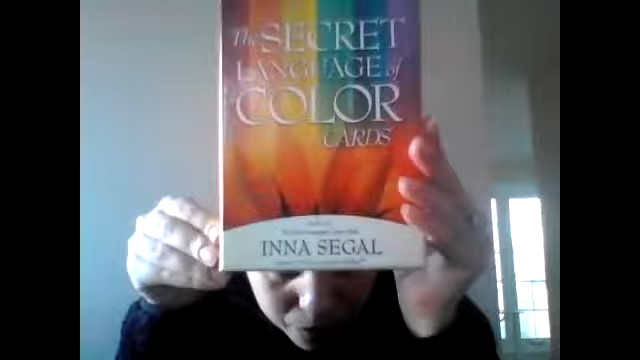 The SECRET
LANGUAGE of
COLOR
CARDS
INNA SEGAL